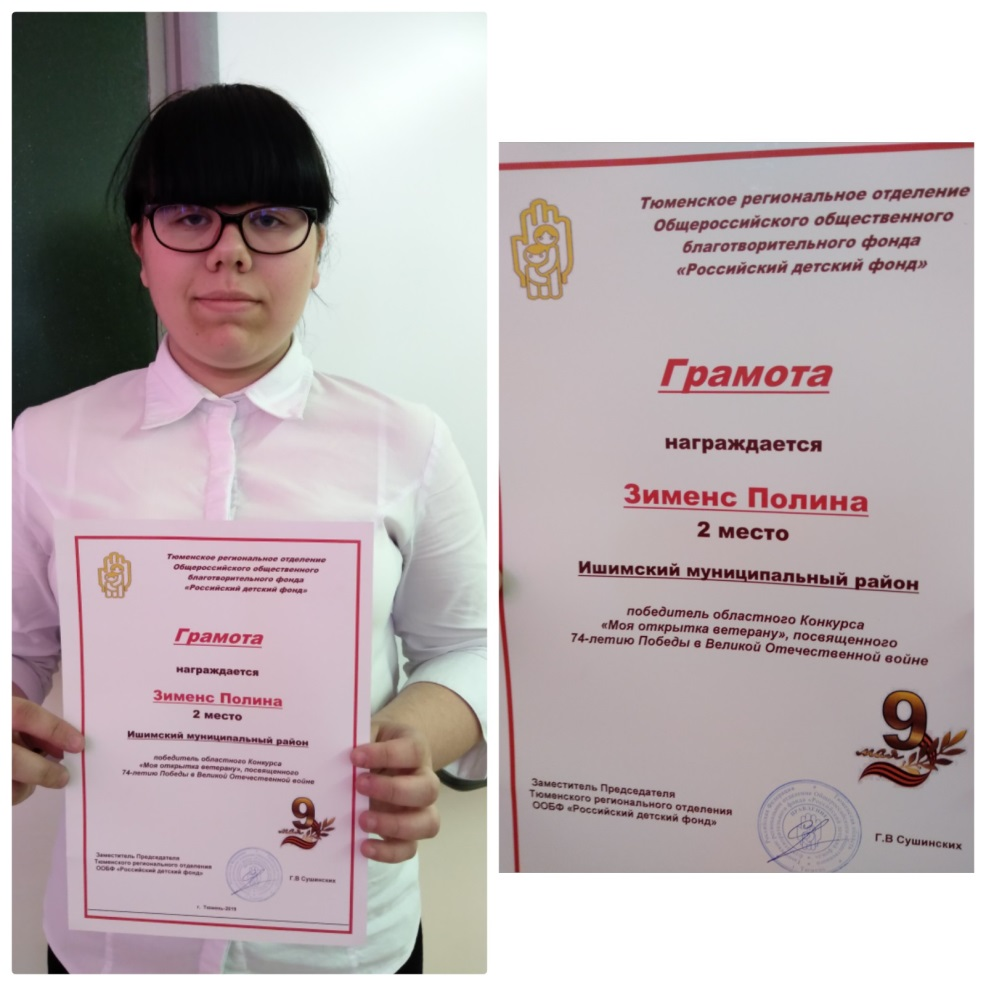 Тюменское региональное отделение
Общероссийского общественного
благотворительного фонда
«Российский детский фонд»
Грамота
награждается
Зименс Полина
2 место
Ишимский муниципальный район
победитель областного Конкурса
«Моя открытка ветерану», посвященного
74-летию Победы в Великой Отечественной войне
9
мая
Заместитель Председателя
Тюменского регионального отделения
ООБФ «Российский детский фонд»
Г.В Сушинских
г. Тюмень-2019
Тюменское региональное отделение
Общероссийского общественного
благотворительного фонда
«Российский детский фонд»
Грамота
награждается
Зименс Полина
2 место
Ишимский муниципальный район
победитель областного Конкурса
«Моя открытка ветерану», посвященного
74-летию Победы в Великой Отечественной войне
9
мая
Заместитель Председателя
Тюменского регионального отделения
ООБФ «Российский детский фонд»
Г.В Сушинских